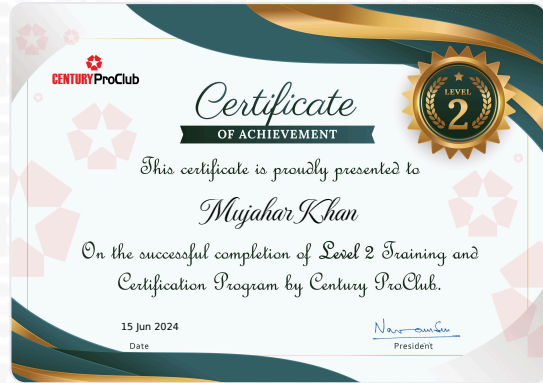 CENTURY ProClub
Certificate
OF ACHIEVEMENT
LEVEL
2
This certificate is proudly presented to
Mujahar Khan
On the successful completion of Level 2 Training and
Certification Program by Century ProClub.
15 Jun 2024
Date
President